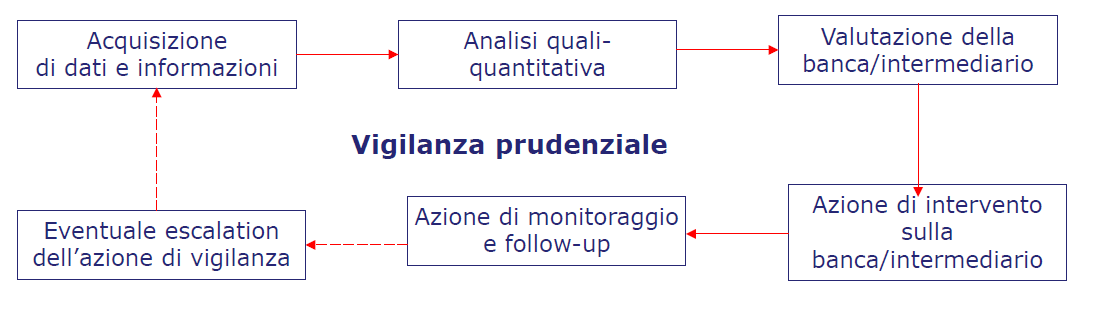 Acquisizione
di dati e informazioni
Analisi quali-
quantitativa
Valutazione della
banca/intermediario
Vigilanza prudenziale
Eventuale escalation
dell’azione di vigilanza
Azione di monitoraggio
e follow-up
Azione di intervento
sulla
banca/intermediario